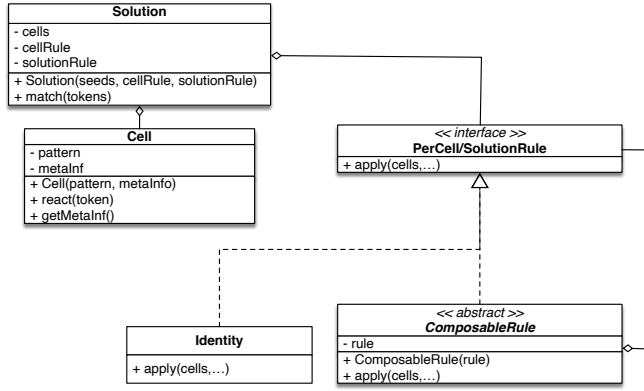 Solution
- cells
- cellRule
- solutionRule
+ Solution(seeds, cellRule, solutionRule)
+ match(tokens)
Cell
- pattern
- metaInf
+ Cell(pattern, metaInfo)
+ react(token)
+ getMetaInf()
<< interface >>
PerCell/SolutionRule
+ apply(cells,...)
Identity
+ apply(cells,...)
<< abstract >>
ComposableRule
- rule
+ ComposableRule(rule)
+ apply(cells,...)